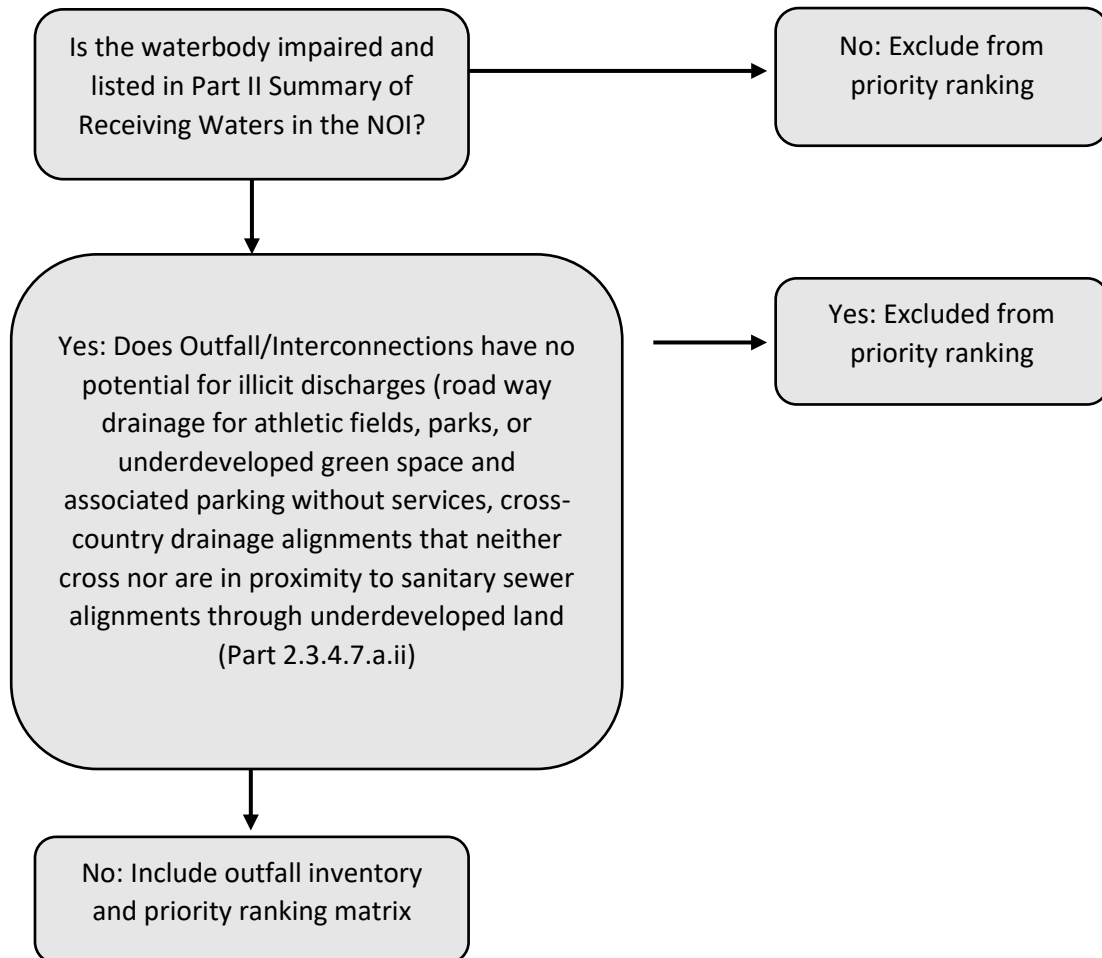 Is the waterbody impaired and
listed in Part II Summary of
Receiving Waters in the NOI?
No: Exclude from
priority ranking
Yes: Does Outfall/Interconnections have no
potential for illicit discharges (road way
drainage for athletic fields, parks, or
underdeveloped green space and
associated parking without services, cross-
country drainage alignments that neither
cross nor are in proximity to sanitary sewer
alignments through underdeveloped land
(Part 2.3.4.7.a.ii)
Yes: Excluded from
priority ranking
No: Include outfall inventory
and priority ranking matrix